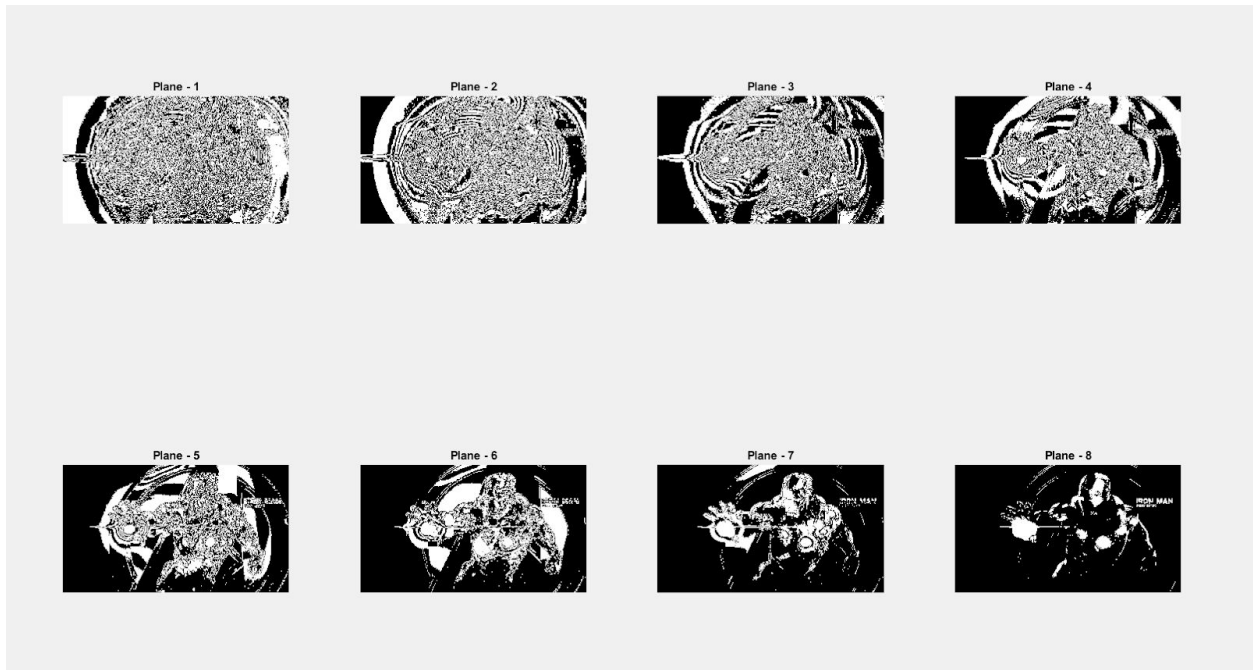 Plane - 1
Plane - 2
Plane - 3
Plane - 4
Plane - 5
Plane - 6
Plane - 7
IRON MAN
Plane - 8
IRON MAN